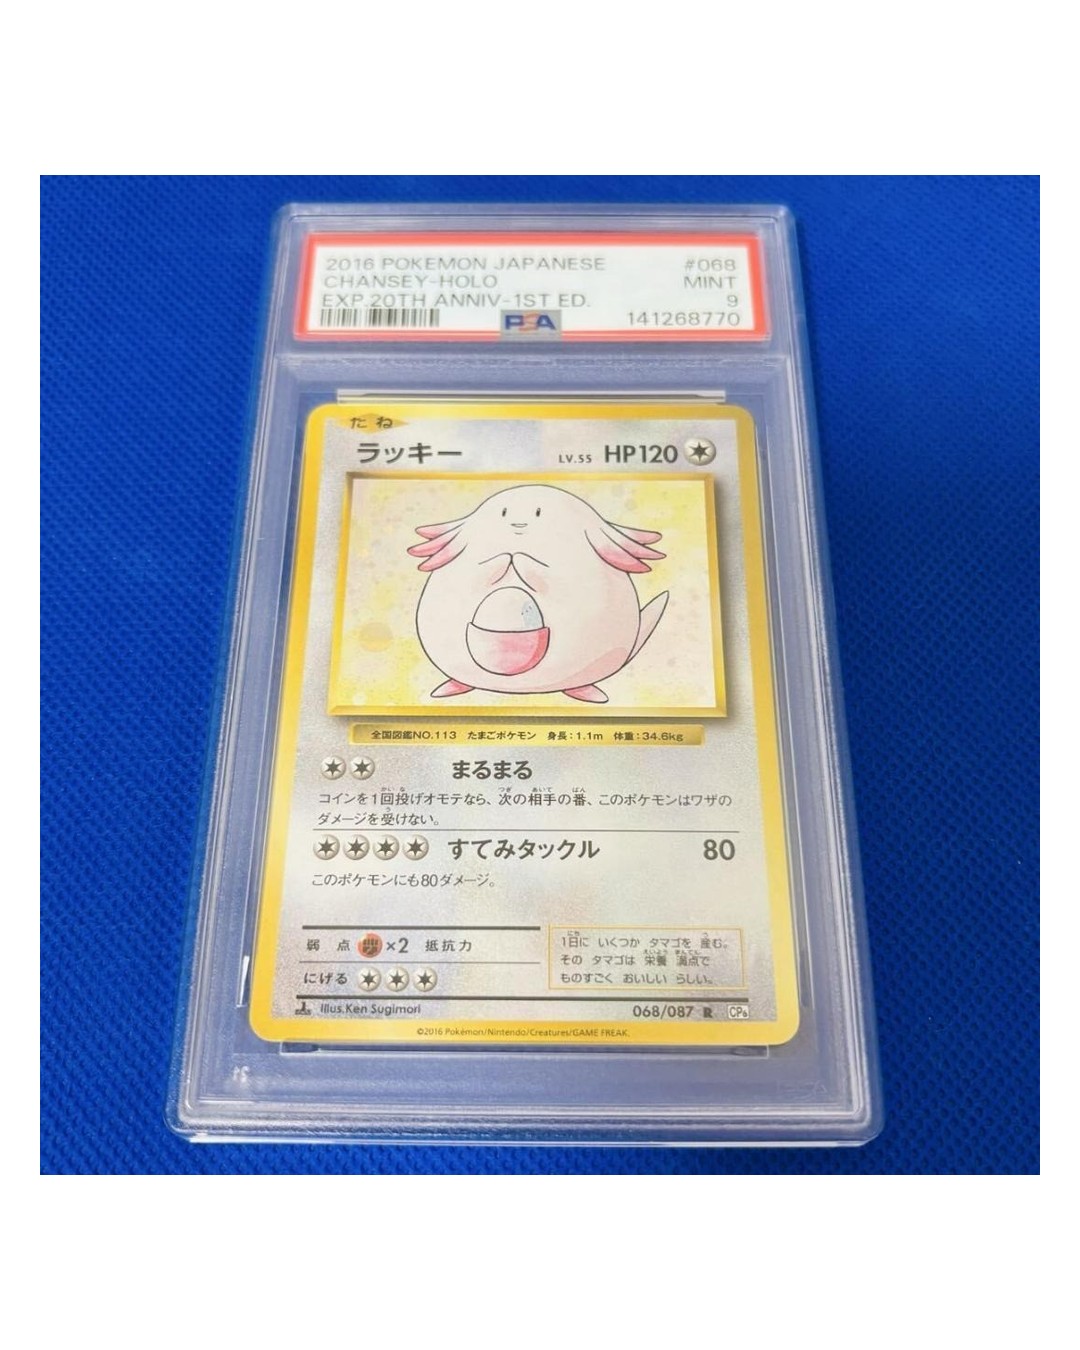 2016 POKEMON JAPANESE #068
CHANSEY-HOLO MINT
EXP.20TH ANNIV-1ST ED. 9
PSA 141268770
たね
ラッキー LV.55 HP120
全国図鑑NO.113 たまごポケモン 身長:1.1m 体重:34.6kg
まるまる
コインを1回投げオモテなら、次の相手の番、このポケモンはワザの
ダメージを受けない。
すてみタックル 80
このポケモンにも80ダメージ。
弱点 ×2 抵抗力
にげる
1日に いくつか タマゴを 産む。
その タマゴは 栄養 満点で
ものすごく おいしい らしい。
Illus.Ken Sugimori 068/087 R CP6
©2016 Pokémon/Nintendo/Creatures/GAME FREAK.